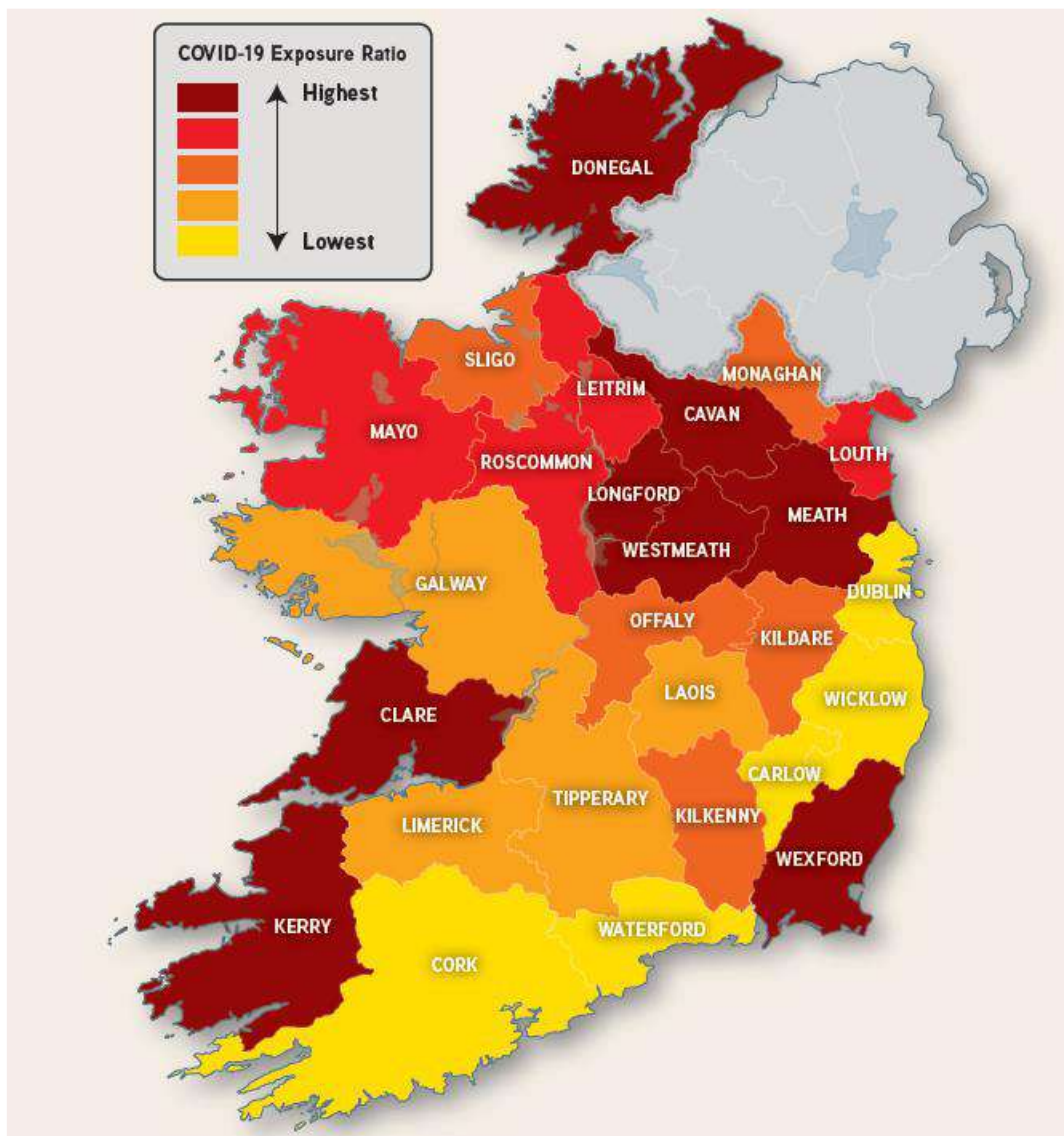 COVID-19 Exposure Ratio
Highest
Lowest
DONEGAL
SLIGO
LEITRIM
MONAGHAN
CAVAN
MAYO
ROSCOMMON
LOUTH
LONGFORD
MEATH
WESTMEATH
GALWAY
DUBLIN
OFFALY
KILDARE
LAOIS
WICKLOW
CLARE
CARLOW
TIPPERARY
LIMERICK
KILKENNY
WEXFORD
KERRY
WATERFORD
CORK